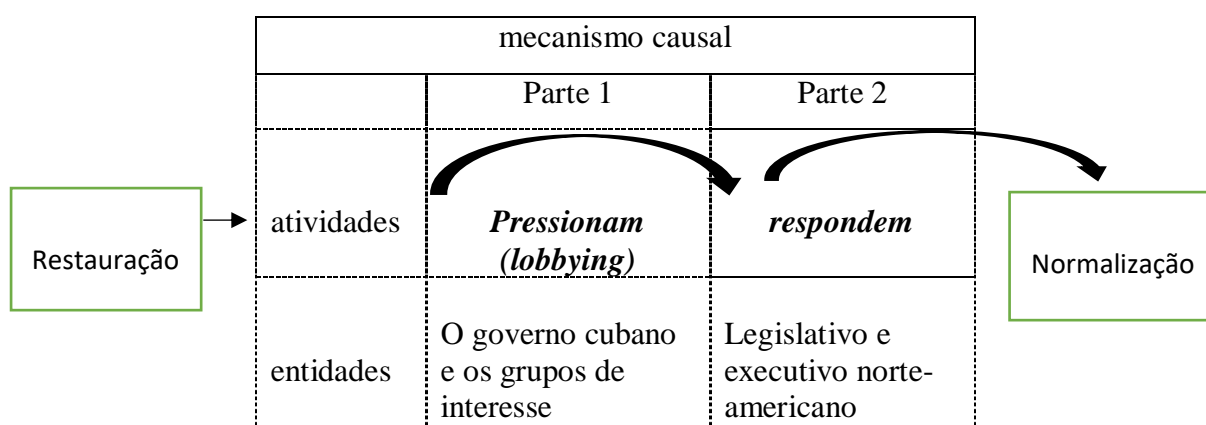 mecanismo causal
Parte 1
Parte 2
Restauração
atividades
Pressionam
(lobbying)
respondem
Normalização
entidades
O governo cubano
e os grupos de
interesse
Legislativo e
executivo norte-
americano